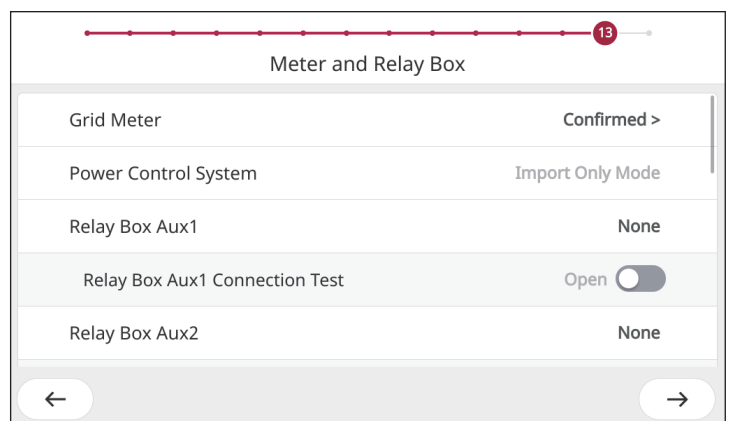 13
Meter and Relay Box
Grid Meter Confirmed >
Power Control System Import Only Mode
Relay Box Aux1 None
Relay Box Aux1 Connection Test Open
Relay Box Aux2 None